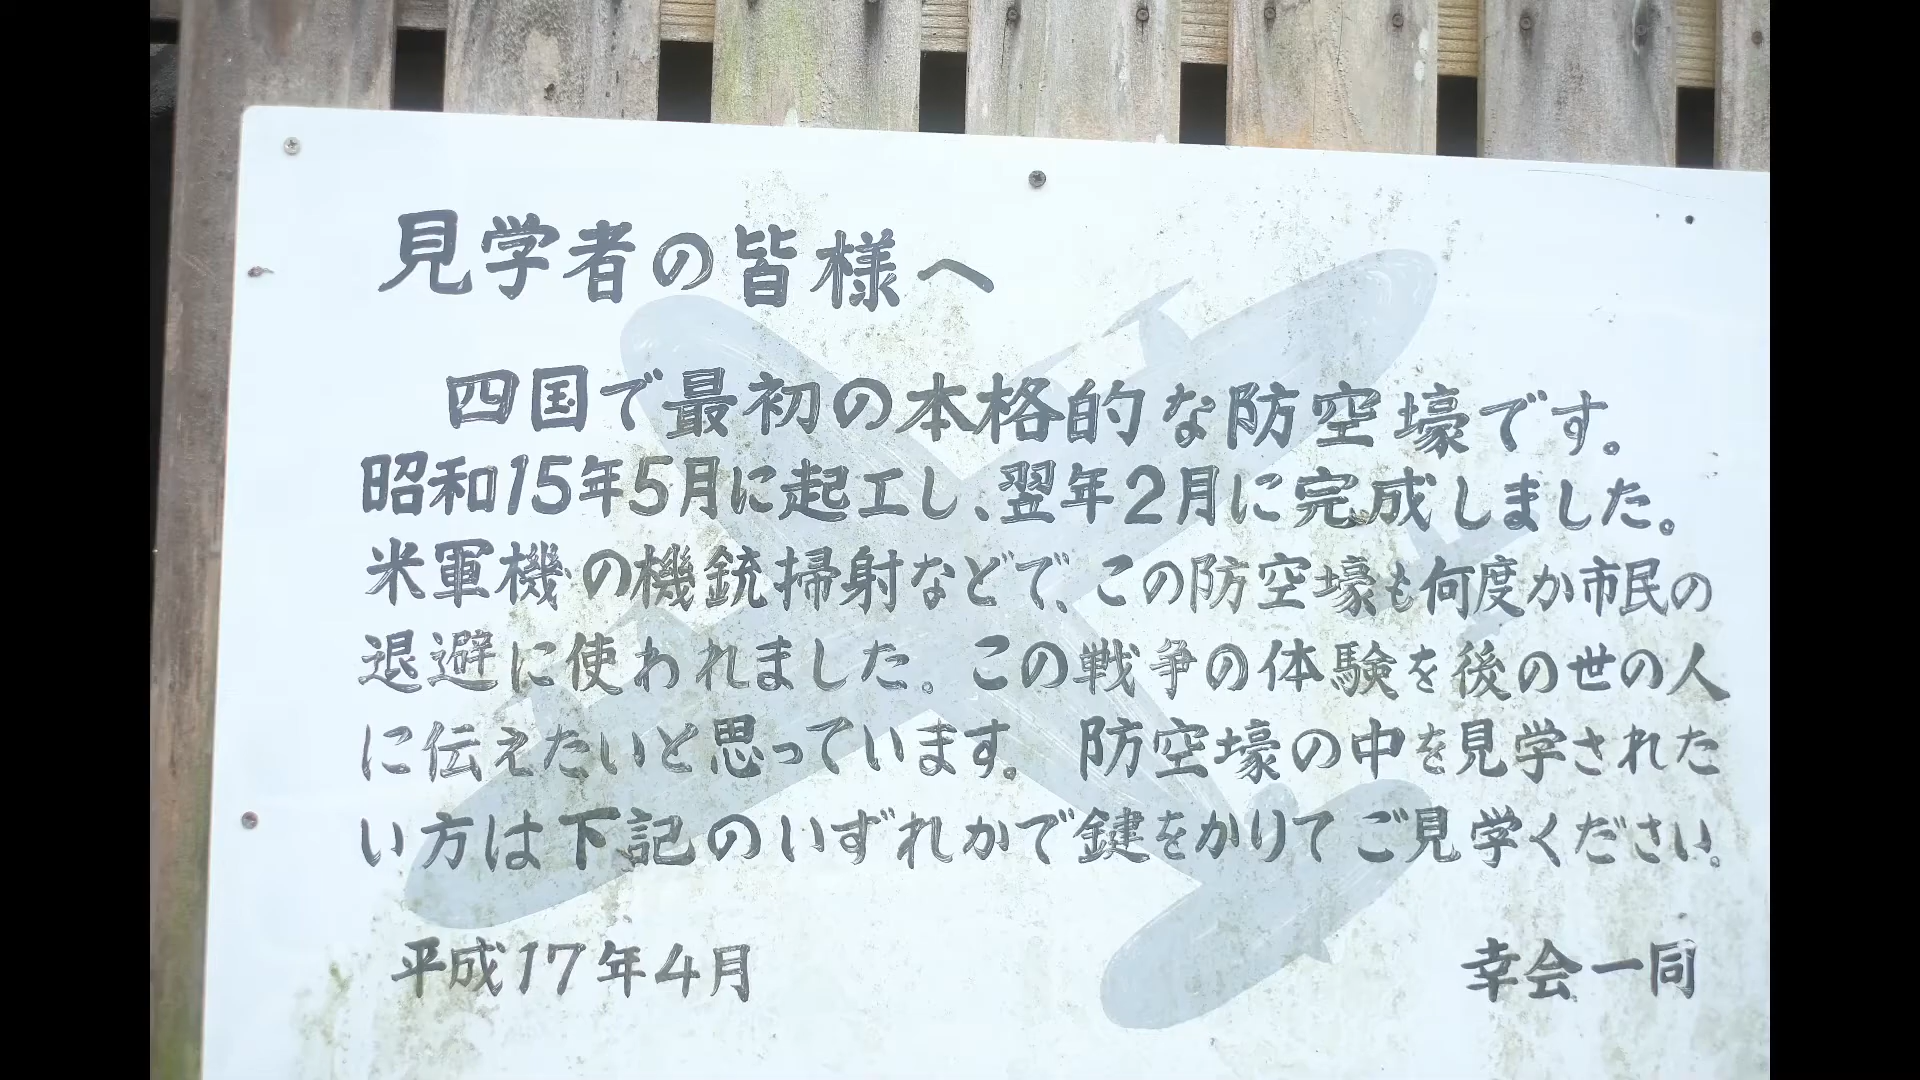 見学者の皆様へ
四国で最初の本格的な防空壕です。
昭和15年5月に起工し、翌年2月に完成しました。
米軍機の機銃掃射などで、この防空壕も何度か市民の
退避に使われました。この戦争の体験を後の世の人
に伝えたいと思っています。防空壕の中を見学された
い方は下記のいずれかで鍵をかりてご見学ください。
平成17年4月
幸会一同